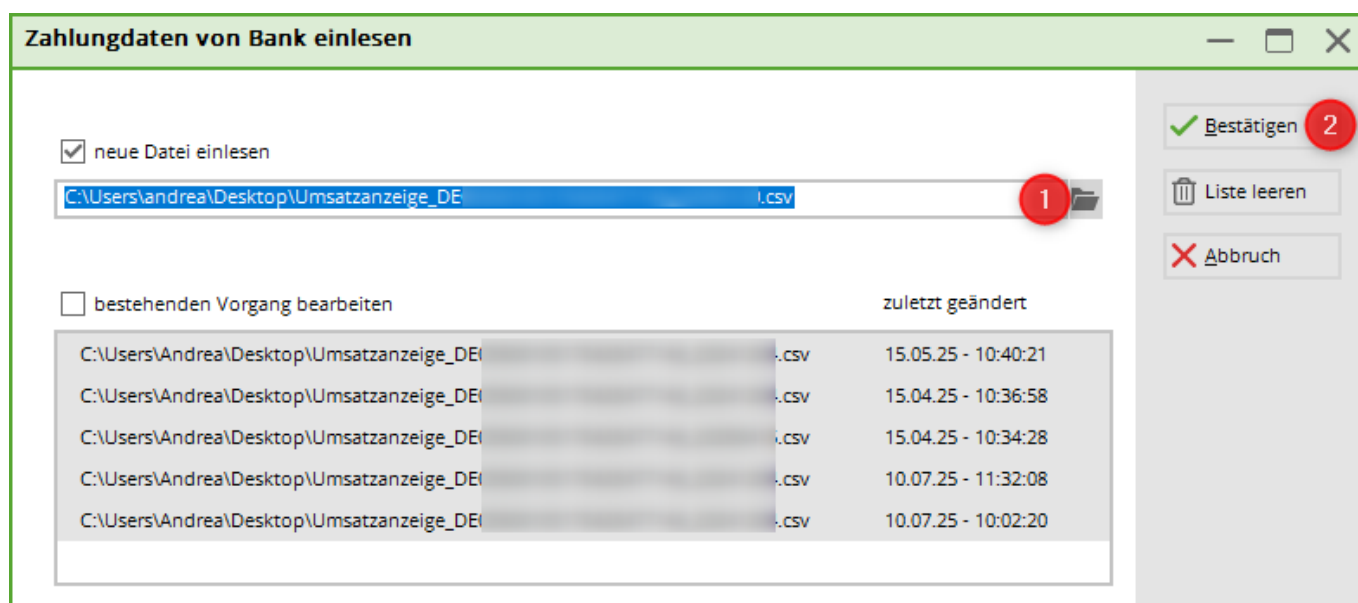 Zahlungdaten von Bank einlesen
neue Datei einlesen
C:\Users\andrea\Desktop\Umsatzanzeige_DE .csv
1
Bestätigen 2
Liste leeren
Abbruch
bestehenden Vorgang bearbeiten zuletzt geändert
C:\Users\Andrea\Desktop\Umsatzanzeige_DE .csv 15.05.25 - 10:40:21
C:\Users\Andrea\Desktop\Umsatzanzeige_DE .csv 15.04.25 - 10:36:58
C:\Users\Andrea\Desktop\Umsatzanzeige_DE .csv 15.04.25 - 10:34:28
C:\Users\Andrea\Desktop\Umsatzanzeige_DE .csv 10.07.25 - 11:32:08
C:\Users\Andrea\Desktop\Umsatzanzeige_DE .csv 10.07.25 - 10:02:20